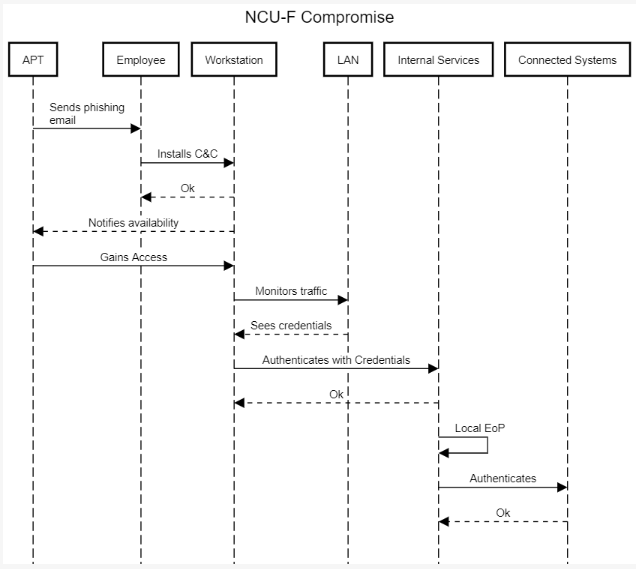 NCU-F Compromise
APT
Employee
Workstation
LAN
Internal Services
Connected Systems
Sends phishing
email
Installs C&C
Ok
Notifies availability
Gains Access
Monitors traffic
Sees credentials
Authenticates with Credentials
Ok
Local EoP
Authenticates
Ok